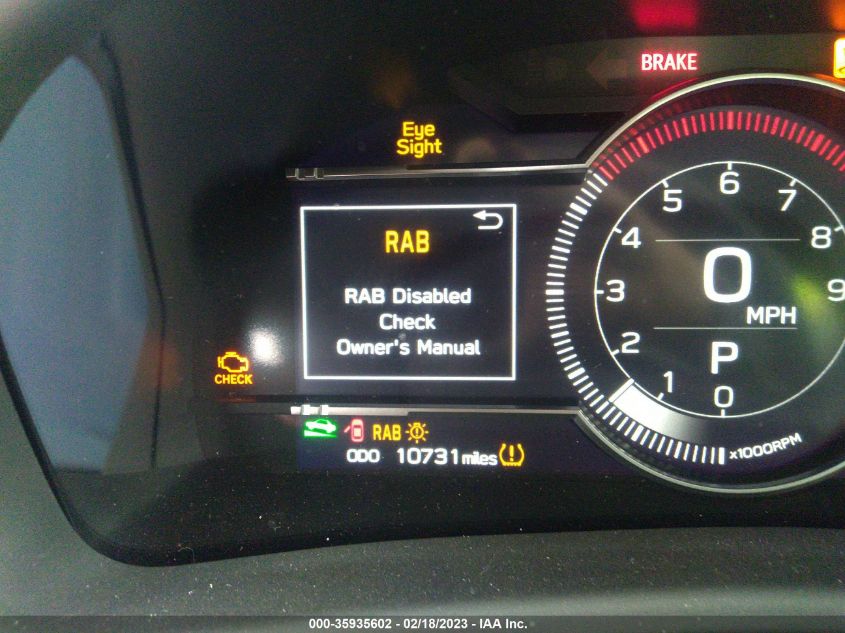 BRAKE
Eye
Sight
RAB
RAB Disabled
Check
Owner's Manual
CHECK
RAB
ODO 10731 miles
0
1
2
3
4
5
6
7
8
9
0
MPH
P
x1000RPM
000-35935602 - 02/18/2023 - IAA Inc.